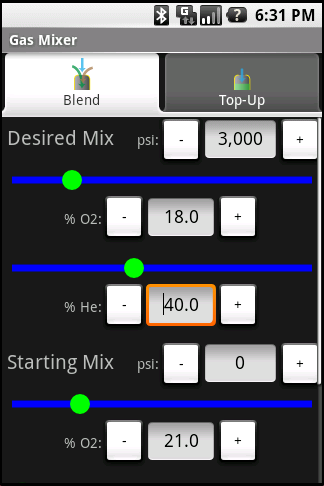 6:31 PM
Gas Mixer
Blend
Top-Up
Desired Mix psi: - 3,000 +
% O2: - 18.0 +
% He: - 40.0 +
Starting Mix psi: - 0 +
% O2: - 21.0 +